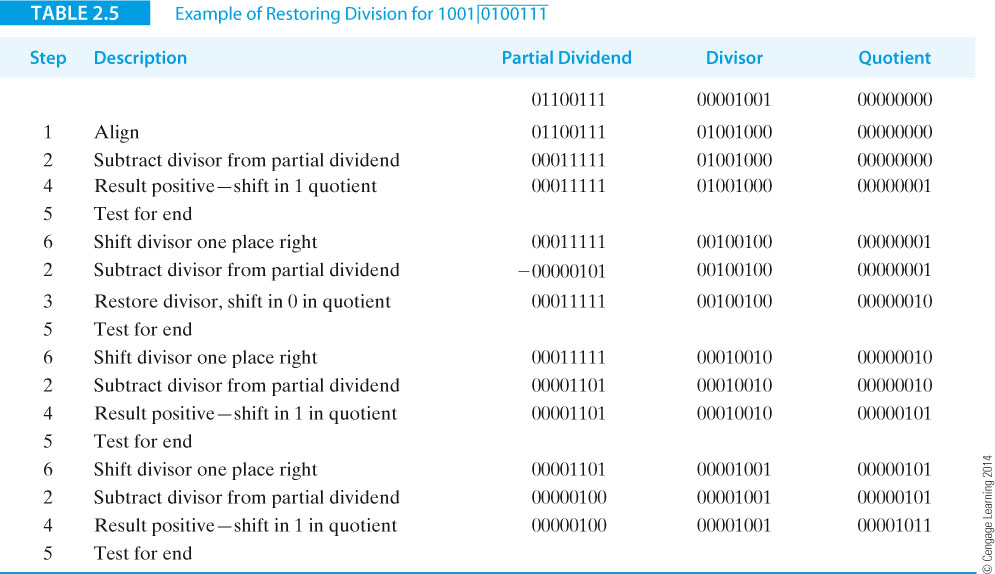 TABLE 2.5 Example of Restoring Division for 1001|0100111
Step Description Partial Dividend Divisor Quotient
01100111 00001001 00000000
1 Align 01100111 01001000 00000000
2 Subtract divisor from partial dividend 00011111 01001000 00000000
4 Result positive—shift in 1 quotient 00011111 01001000 00000001
5 Test for end
6 Shift divisor one place right 00011111 00100100 00000001
2 Subtract divisor from partial dividend −00000101 00100100 00000001
3 Restore divisor, shift in 0 in quotient 00011111 00100100 00000010
5 Test for end
6 Shift divisor one place right 00011111 00010010 00000010
2 Subtract divisor from partial dividend 00001101 00010010 00000010
4 Result positive—shift in 1 in quotient 00001101 00010010 00000101
5 Test for end
6 Shift divisor one place right 00001101 00001001 00000101
2 Subtract divisor from partial dividend 00000100 00001001 00000101
4 Result positive—shift in 1 in quotient 00000100 00001001 00001011
5 Test for end
© Cengage Learning 2014